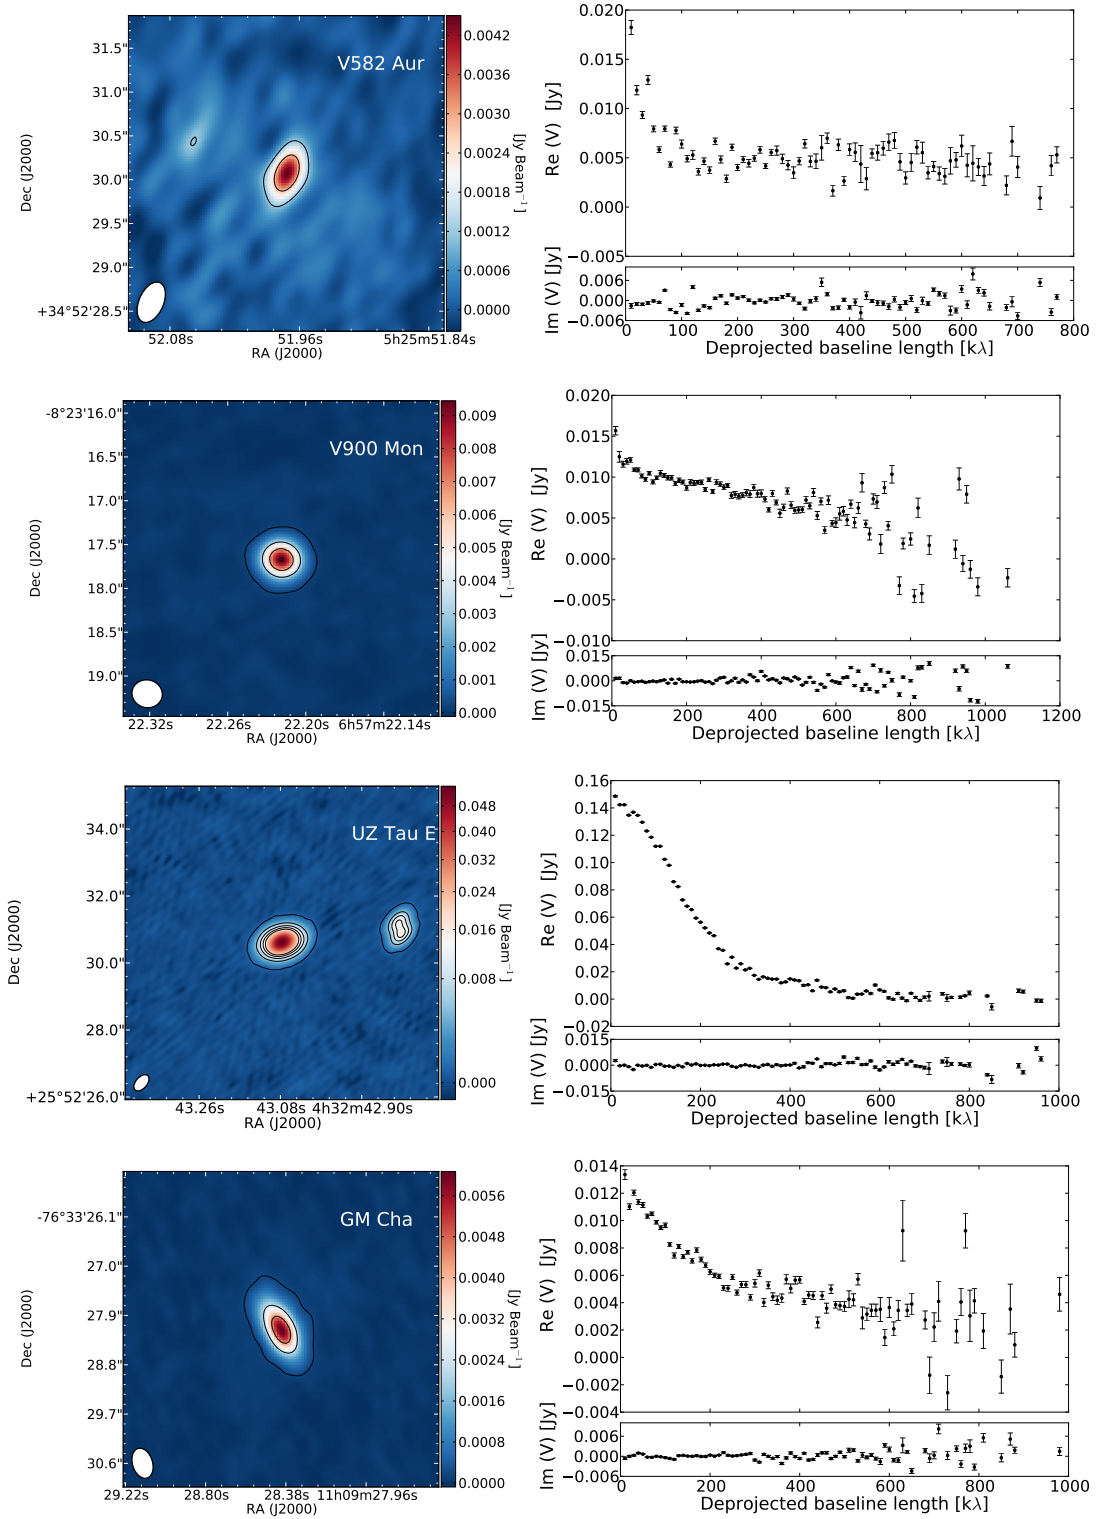 V582 Aur
31.5"
31.0"
30.5"
30.0"
29.5"
29.0"
+34°52'28.5"
Dec (J2000)
52.08s 51.96s 5h25m51.84s
RA (J2000)
0.0042
0.0036
0.0030
0.0024
0.0018
0.0012
0.0006
0.0000
[Jy Beam⁻¹]
0.020
0.015
0.010
0.005
0.000
−0.005
Re (V) [Jy]
0.006
0.000
−0.006
Im (V) [Jy]
0 100 200 300 400 500 600 700 800
Deprojected baseline length [kλ]
V900 Mon
-8°23'16.0"
16.5"
17.0"
17.5"
18.0"
18.5"
19.0"
Dec (J2000)
22.32s 22.26s 22.20s 6h57m22.14s
RA (J2000)
0.009
0.008
0.007
0.006
0.005
0.004
0.003
0.002
0.001
0.000
[Jy Beam⁻¹]
0.020
0.015
0.010
0.005
0.000
−0.005
−0.010
Re (V) [Jy]
0.015
0.000
−0.015
Im (V) [Jy]
0 200 400 600 800 1000 1200
Deprojected baseline length [kλ]
UZ Tau E
34.0"
32.0"
30.0"
28.0"
+25°52'26.0"
Dec (J2000)
43.26s 43.08s 4h32m42.90s
RA (J2000)
0.048
0.040
0.032
0.024
0.016
0.008
0.000
[Jy Beam⁻¹]
0.16
0.14
0.12
0.10
0.08
0.06
0.04
0.02
0.00
−0.02
Re (V) [Jy]
0.015
0.000
−0.015
Im (V) [Jy]
0 200 400 600 800 1000
Deprojected baseline length [kλ]
GM Cha
-76°33'26.1"
27.0"
27.9"
28.8"
29.7"
30.6"
Dec (J2000)
29.22s 28.80s 28.38s 11h09m27.96s
RA (J2000)
0.0056
0.0048
0.0040
0.0032
0.0024
0.0016
0.0008
0.0000
[Jy Beam⁻¹]
0.014
0.012
0.010
0.008
0.006
0.004
0.002
0.000
−0.002
−0.004
Re (V) [Jy]
0.006
0.000
−0.006
Im (V) [Jy]
0 200 400 600 800 1000
Deprojected baseline length [kλ]